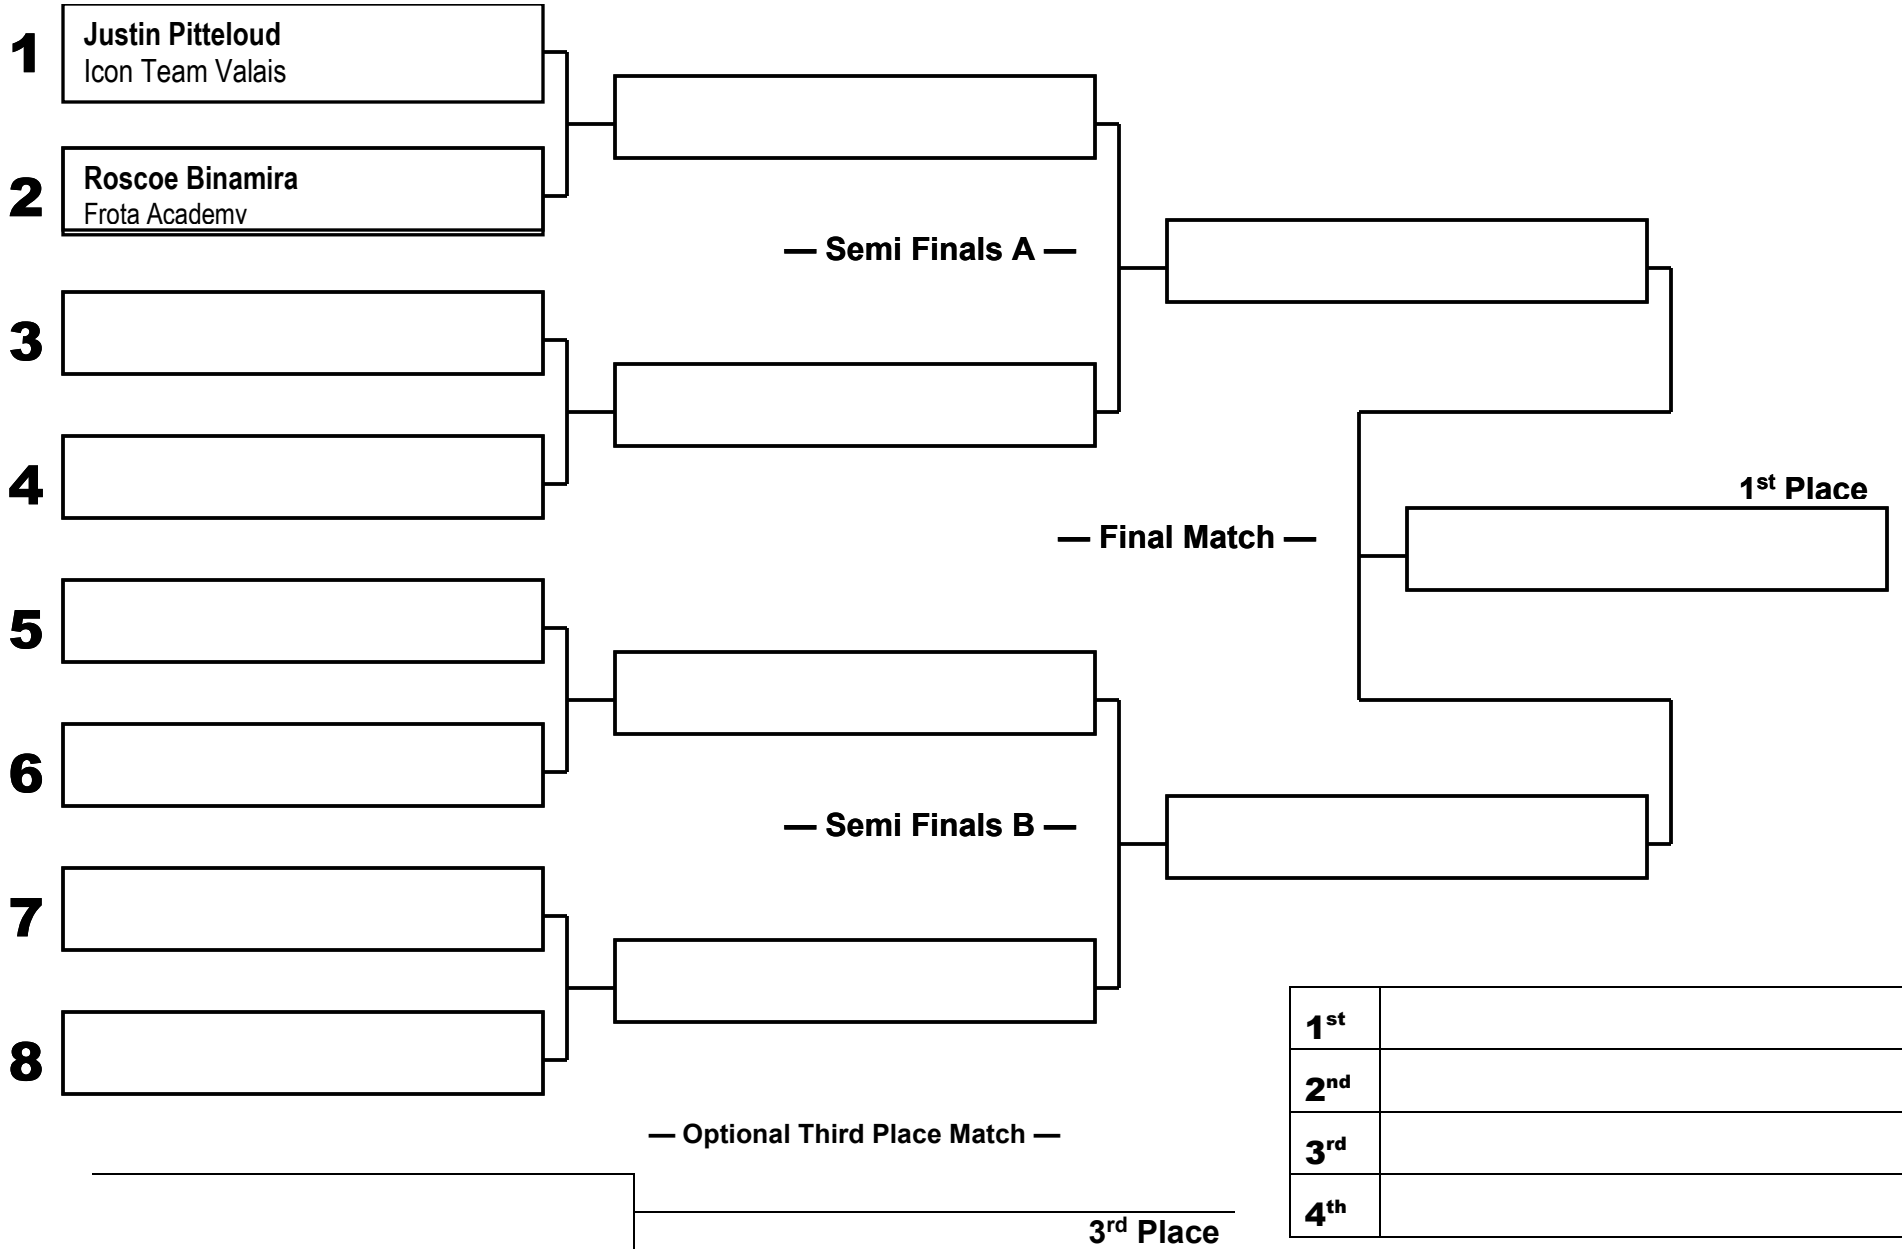 1
Justin Pitteloud
Icon Team Valais
2
Roscoe Binamira
Frota Academy
— Semi Finals A —
3
4
1st Place
— Final Match —
5
6
— Semi Finals B —
7
8
1st
2nd
— Optional Third Place Match —
3rd
4th
3rd Place